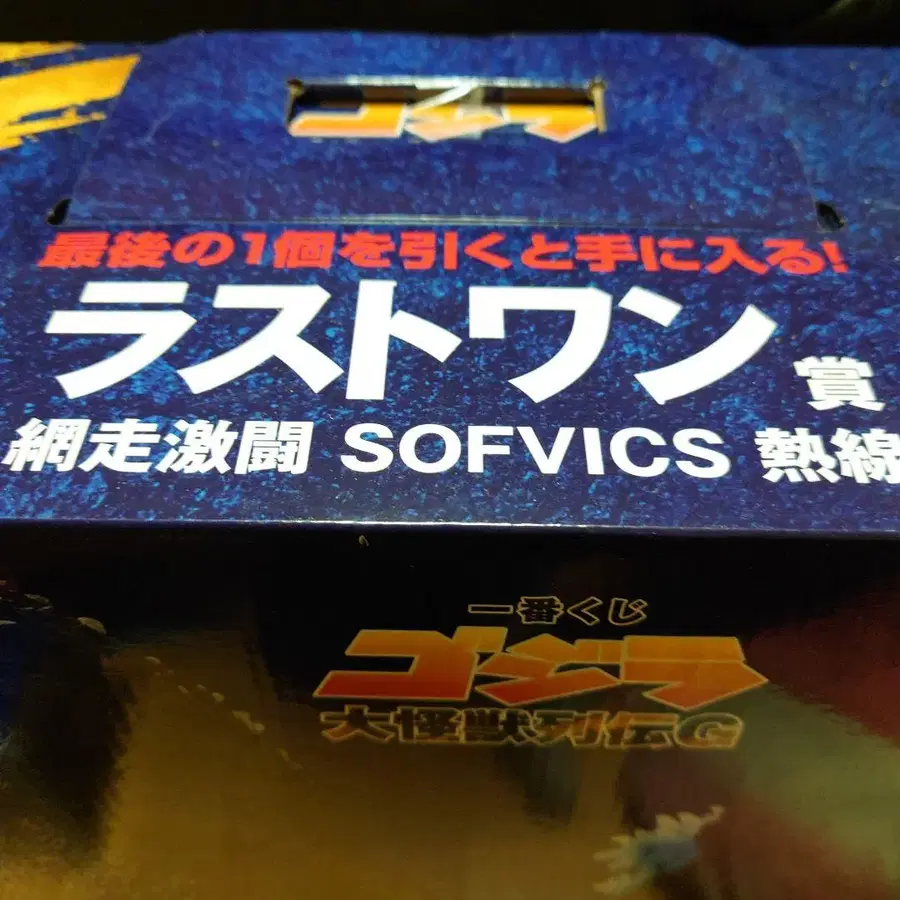 ゴジラ
最後の1個を引くと手に入る!
ラストワン賞
網走激闘 SOFVICS 熱線
一番くじ
ゴジラ
大怪獣列伝G